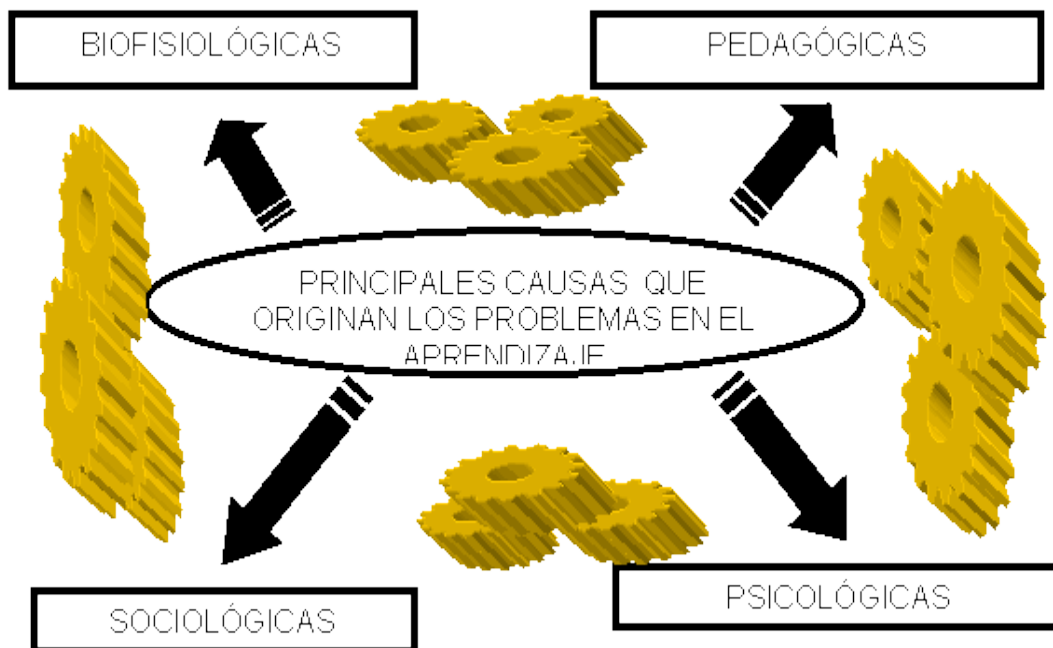 BIOFISIOLÓGICAS
PEDAGÓGICAS
PRINCIPALES CAUSAS QUE
ORIGINAN LOS PROBLEMAS EN EL
APRENDIZAJE
SOCIOLÓGICAS
PSICOLÓGICAS